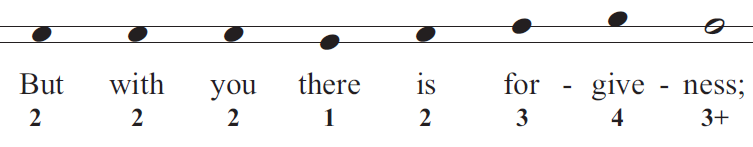 But with you there is for - give - ness;
2 2 2 1 2 3 4 3+